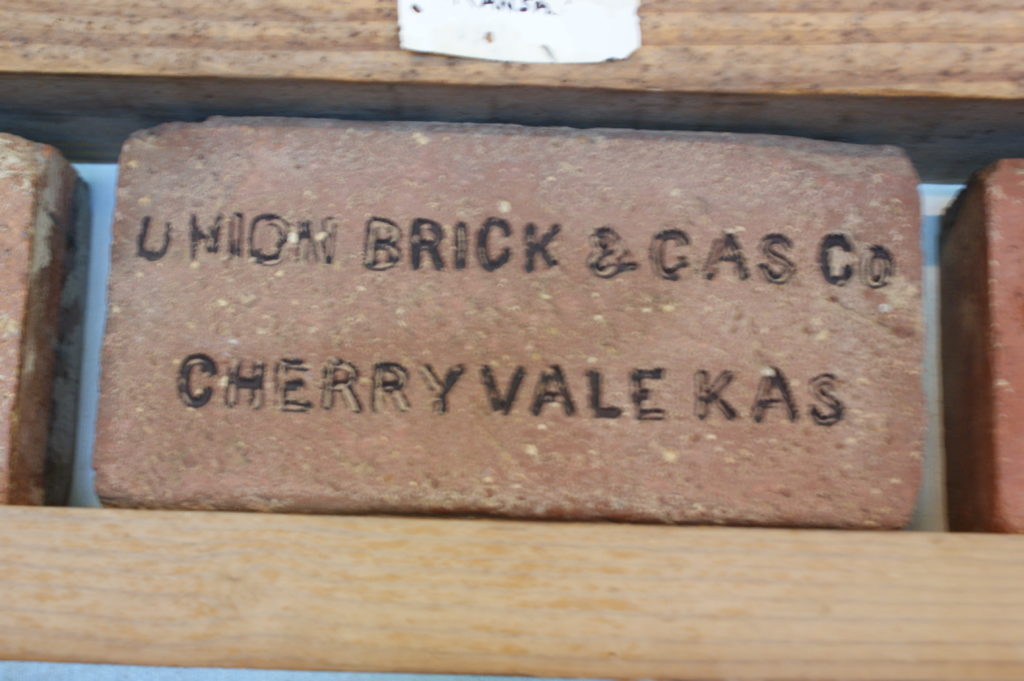 UNION BRICK & GAS Co
CHERRYVALE KAS